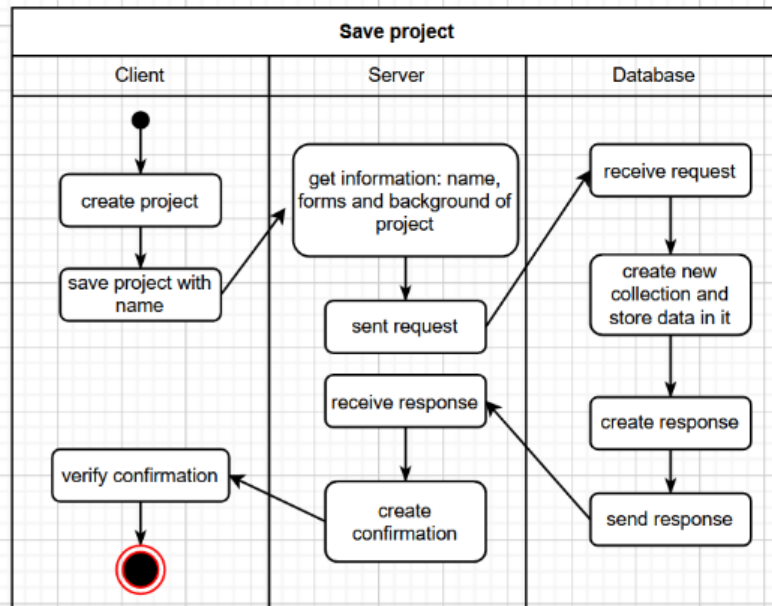 Save project
Client
Server
Database
create project
save project with
name
get information: name,
forms and background of
project
sent request
receive request
create new
collection and
store data in it
create response
send response
receive response
create
confirmation
verify confirmation